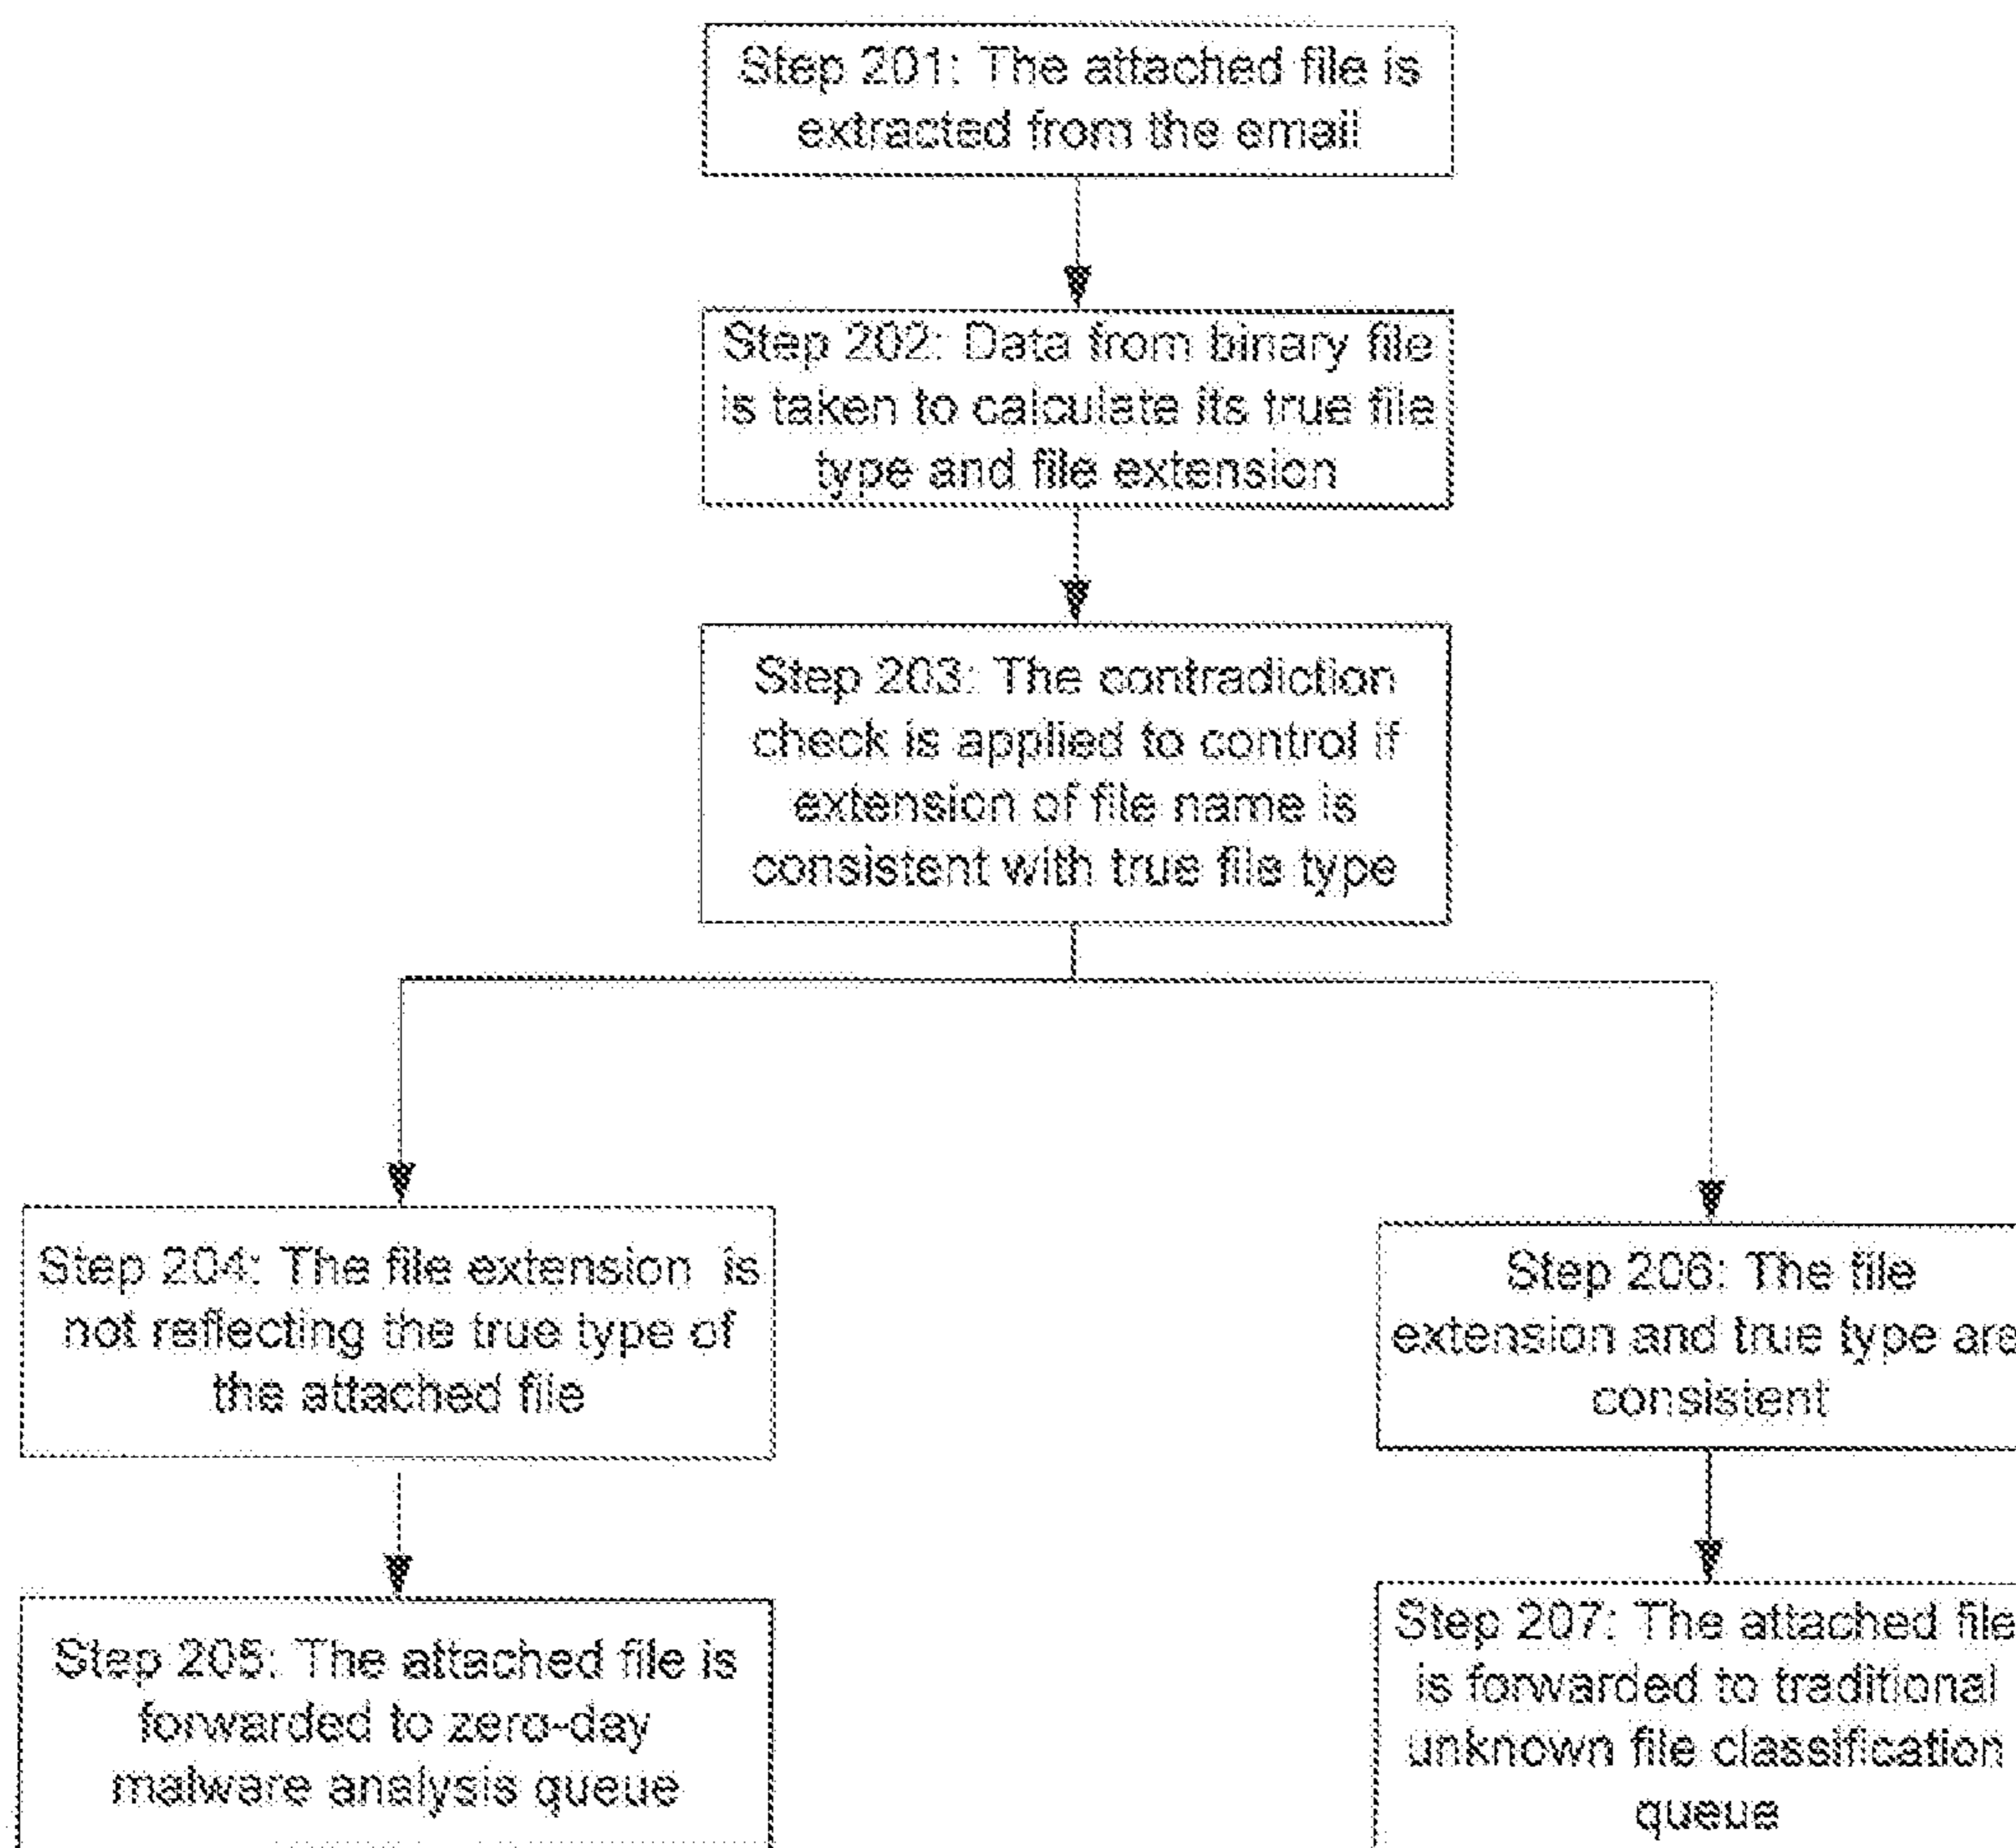 Step 201: The attached file is
extracted from the email
Step 202: Data from binary file
is taken to calculate its true file
type and file extension
Step 203: The contradiction
check is applied to control if
extension of file name is
consistent with true file type
Step 204: The file extension is
not reflecting the true type of
the attached file
Step 205: The attached file is
forwarded to zero-day
malware analysis queue
Step 206: The file
extension and true type are
consistent
Step 207: The attached file
is forwarded to traditional
unknown file classification
queue